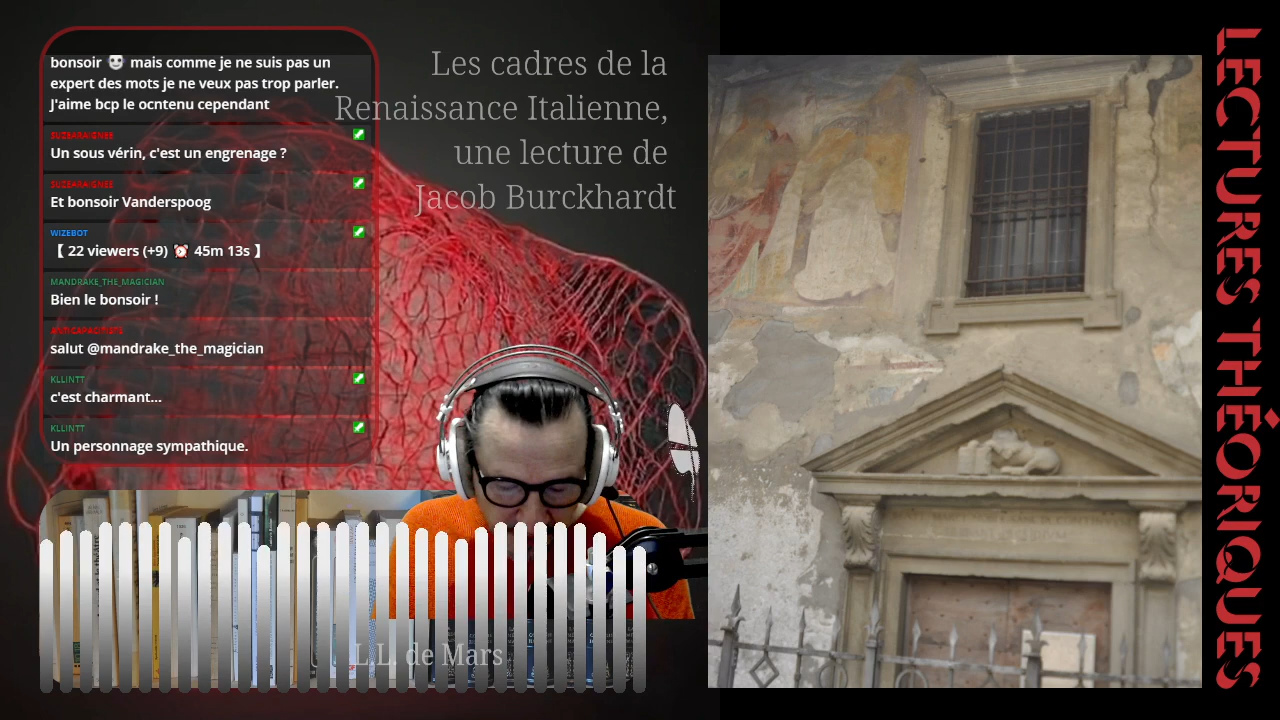 bonsoir mais comme je ne suis pas un
expert des mots je ne veux pas trop parler.
J'aime bcp le ocntenu cependant
SUZEARAIGNEE
Un sous vérin, c'est un engrenage ?
SUZEARAIGNEE
Et bonsoir Vanderspoog
WIZEBOT
【 22 viewers (+9) ⏰ 45m 13s 】
MANDRAKE_THE_MAGICIAN
Bien le bonsoir !
ANTICAPACITISTE
salut @mandrake_the_magician
KLLINTT
c'est charmant...
KLLINTT
Un personnage sympathique.
Les cadres de la
Renaissance Italienne,
une lecture de
Jacob Burckhardt
L.L. de Mars
LECTURES THÉORIQUES